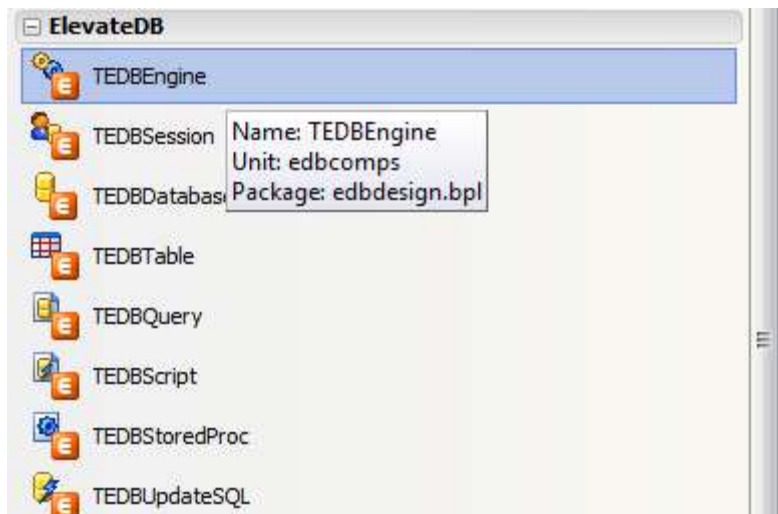 ElevateDB
TEDBEngine
TEDBSession
Name: TEDBEngine
Unit: edbcomps
Package: edbdesign.bpl
TEDBDatabas
TEDBTable
TEDBQuery
TEDBScript
TEDBStoredProc
TEDBUpdateSQL